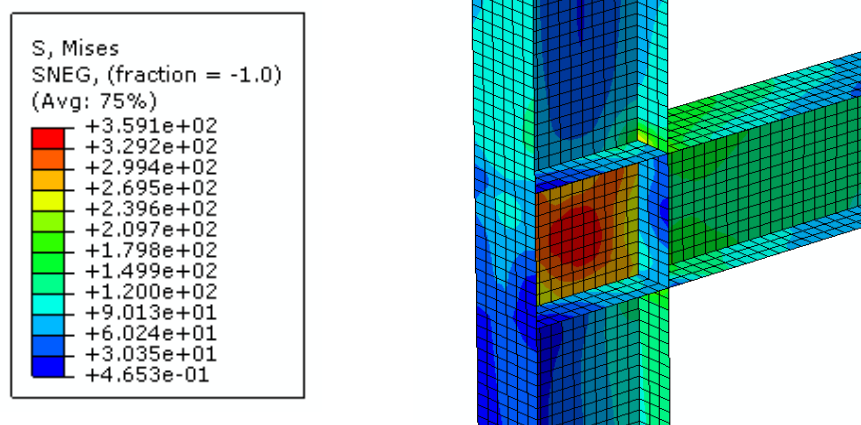 S, Mises
SNEG, (fraction = -1.0)
(Avg: 75%)
+3.591e+02
+3.292e+02
+2.994e+02
+2.695e+02
+2.396e+02
+2.097e+02
+1.798e+02
+1.499e+02
+1.200e+02
+9.013e+01
+6.024e+01
+3.035e+01
+4.653e-01